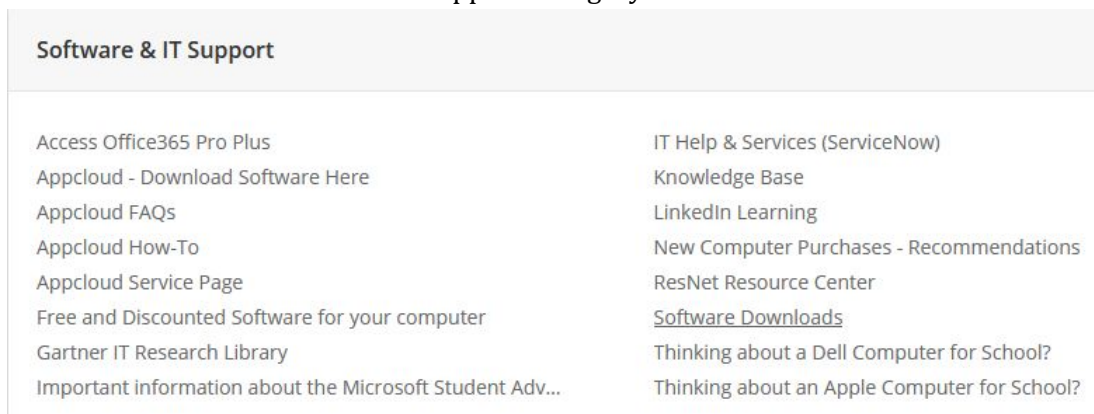 Software & IT Support
Access Office365 Pro Plus
Appcloud - Download Software Here
Appcloud FAQs
Appcloud How-To
Appcloud Service Page
Free and Discounted Software for your computer
Gartner IT Research Library
Important information about the Microsoft Student Adv...
IT Help & Services (ServiceNow)
Knowledge Base
LinkedIn Learning
New Computer Purchases - Recommendations
ResNet Resource Center
Software Downloads
Thinking about a Dell Computer for School?
Thinking about an Apple Computer for School?